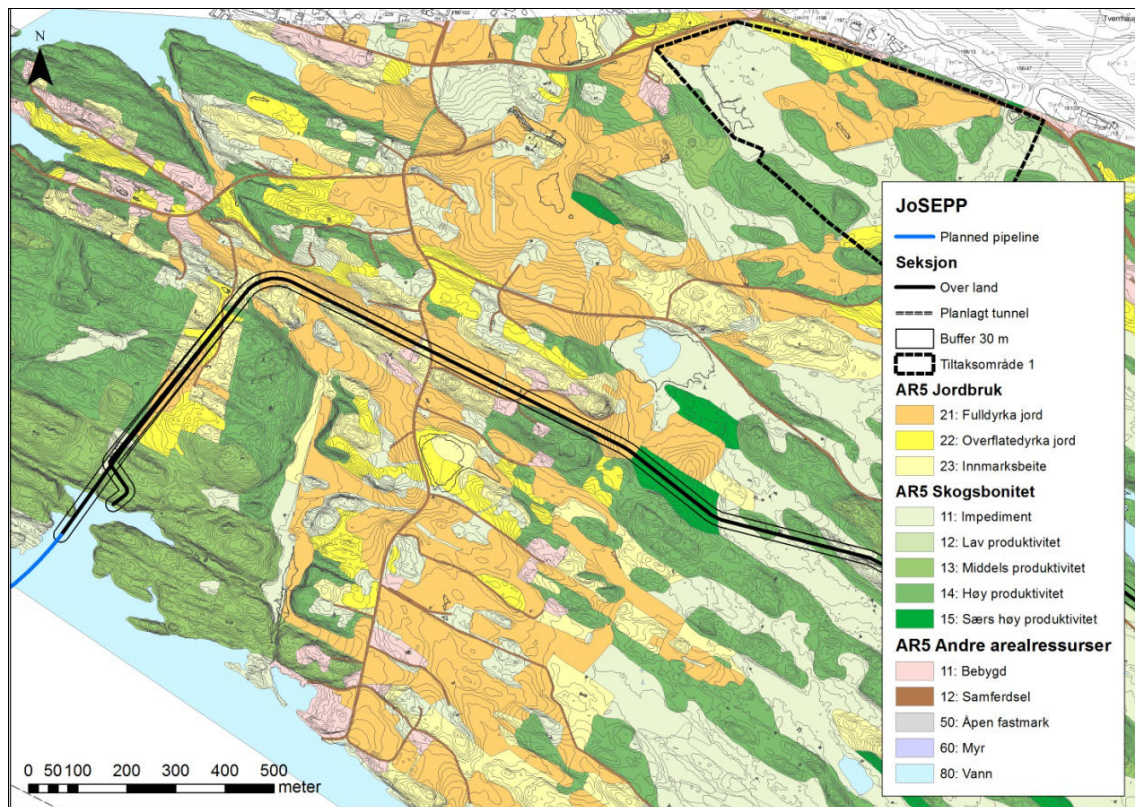 N
Tverrhaug
JoSEPP
Planned pipeline
Seksjon
Over land
Planlagt tunnel
Buffer 30 m
Tiltaksområde 1
AR5 Jordbruk
21: Fulldyrka jord
22: Overflatedyrka jord
23: Innmarksbeite
AR5 Skogsbonitet
11: Impediment
12: Lav produktivitet
13: Middels produktivitet
14: Høy produktivitet
15: Særs høy produktivitet
AR5 Andre arealressurser
11: Bebygd
12: Samferdsel
50: Åpen fastmark
60: Myr
80: Vann
0 50 100 200 300 400 500
meter